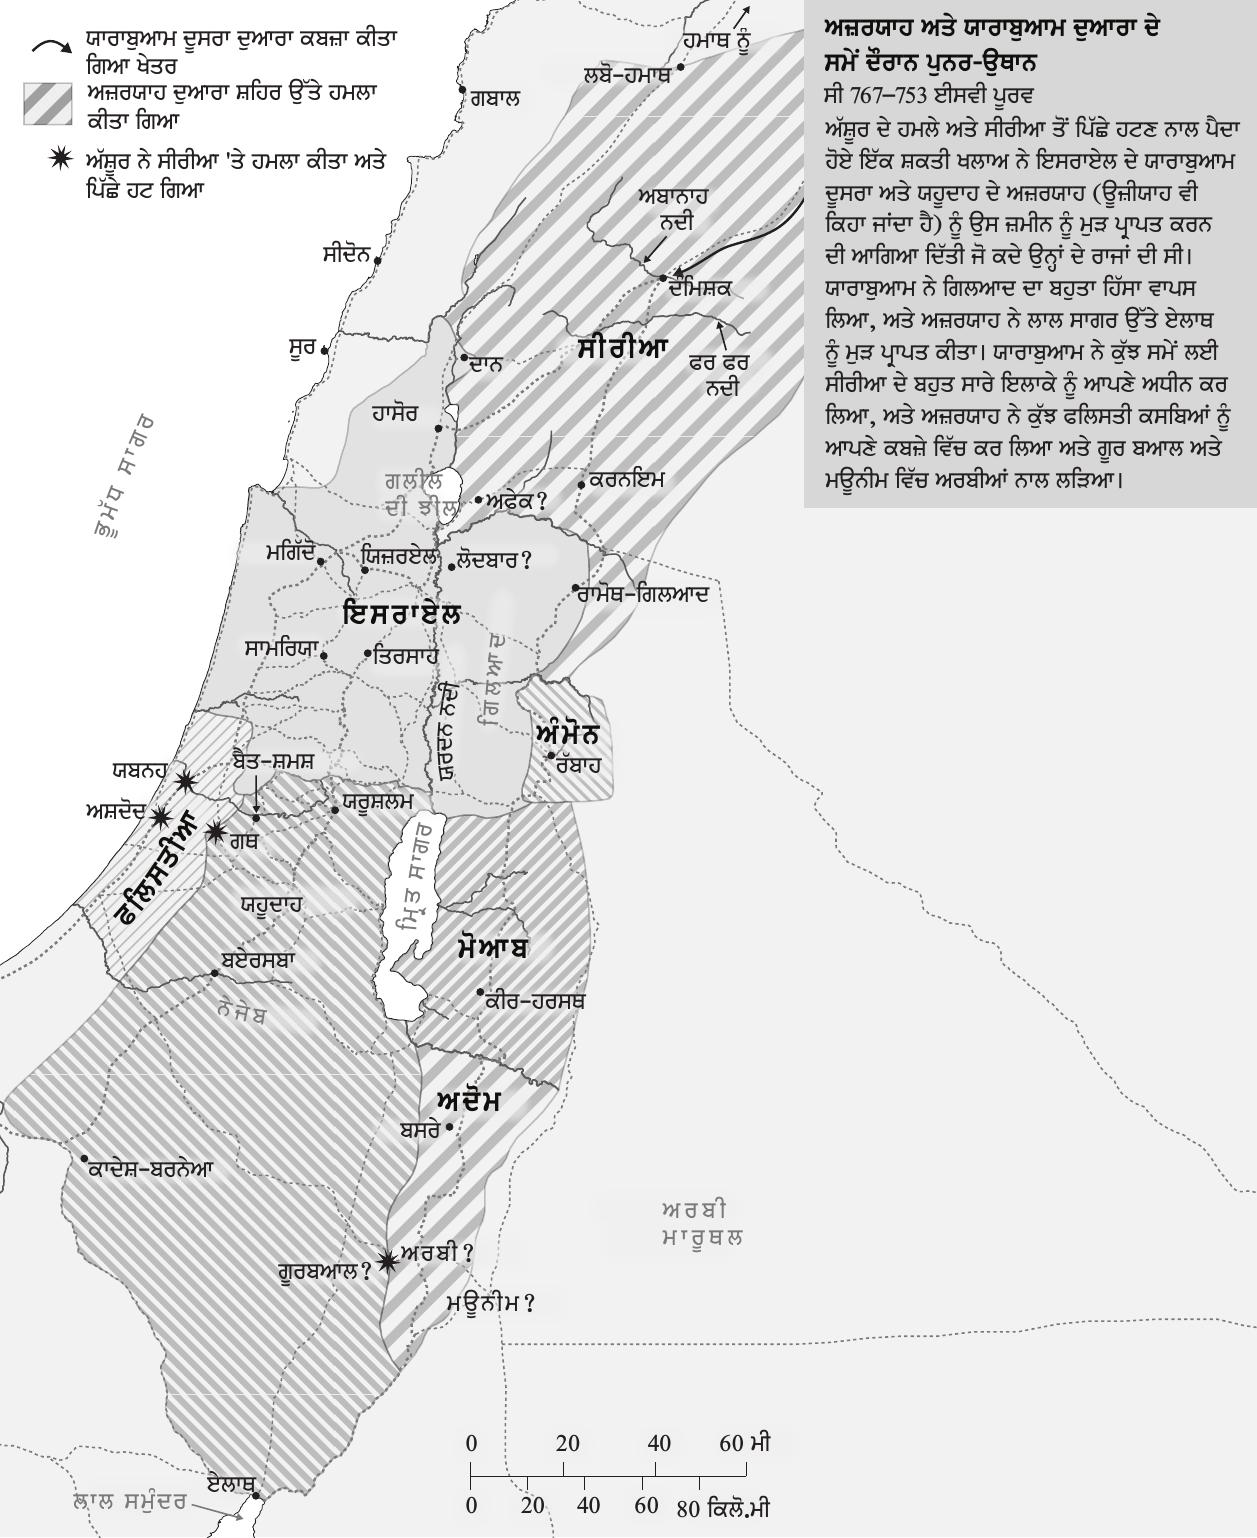 ਯਾਰਾਬੁਆਮ ਦੂਸਰਾ ਦੁਆਰਾ ਕਬਜ਼ਾ ਕੀਤਾ
ਗਿਆ ਖੇਤਰ
ਅਜ਼ਰਯਾਹ ਦੁਆਰਾ ਸ਼ਹਿਰ ਉੱਤੇ ਹਮਲਾ
ਕੀਤਾ ਗਿਆ
ਅੱਸ਼ੂਰ ਨੇ ਸੀਰੀਆ 'ਤੇ ਹਮਲਾ ਕੀਤਾ ਅਤੇ
ਪਿੱਛੇ ਹਟ ਗਿਆ
ਅਜ਼ਰਯਾਹ ਅਤੇ ਯਾਰਾਬੁਆਮ ਦੁਆਰਾ ਦੇ
ਸਮੇਂ ਦੌਰਾਨ ਪੁਨਰ-ਉਥਾਨ
ਸੀ 767–753 ਈਸਵੀ ਪੂਰਵ
ਅੱਸ਼ੂਰ ਦੇ ਹਮਲੇ ਅਤੇ ਸੀਰੀਆ ਤੋਂ ਪਿੱਛੇ ਹਟਣ ਨਾਲ ਪੈਦਾ
ਹੋਏ ਇੱਕ ਸ਼ਕਤੀ ਖਲਾਅ ਨੇ ਇਸਰਾਏਲ ਦੇ ਯਾਰਾਬੁਆਮ
ਦੂਸਰਾ ਅਤੇ ਯਹੂਦਾਹ ਦੇ ਅਜ਼ਰਯਾਹ (ਊਜ਼ੀਯਾਹ ਵੀ
ਕਿਹਾ ਜਾਂਦਾ ਹੈ) ਨੂੰ ਉਸ ਜ਼ਮੀਨ ਨੂੰ ਮੁੜ ਪ੍ਰਾਪਤ ਕਰਨ
ਦੀ ਆਗਿਆ ਦਿੱਤੀ ਜੋ ਕਦੇ ਉਨ੍ਹਾਂ ਦੇ ਰਾਜਾਂ ਦੀ ਸੀ।
ਯਾਰਾਬੁਆਮ ਨੇ ਗਿਲਆਦ ਦਾ ਬਹੁਤਾ ਹਿੱਸਾ ਵਾਪਸ
ਲਿਆ, ਅਤੇ ਅਜ਼ਰਯਾਹ ਨੇ ਲਾਲ ਸਾਗਰ ਉੱਤੇ ਏਲਾਥ
ਨੂੰ ਮੁੜ ਪ੍ਰਾਪਤ ਕੀਤਾ। ਯਾਰਾਬੁਆਮ ਨੇ ਕੁੱਝ ਸਮੇਂ ਲਈ
ਸੀਰੀਆ ਦੇ ਬਹੁਤ ਸਾਰੇ ਇਲਾਕੇ ਨੂੰ ਆਪਣੇ ਅਧੀਨ ਕਰ
ਲਿਆ, ਅਤੇ ਅਜ਼ਰਯਾਹ ਨੇ ਕੁੱਝ ਫਲਿਸਤੀ ਕਸਬਿਆਂ ਨੂੰ
ਆਪਣੇ ਕਬਜ਼ੇ ਵਿੱਚ ਕਰ ਲਿਆ ਅਤੇ ਗੂਰ ਬਆਲ ਅਤੇ
ਮਊਨੀਮ ਵਿੱਚ ਅਰਬੀਆਂ ਨਾਲ ਲੜਿਆ।
ਹਮਾਥ ਨੂੰ
ਲਬੋ–ਹਮਾਥ
ਗਬਾਲ
ਅਬਾਨਾਹ
ਨਦੀ
ਸੀਦੋਨ
ਦੰਮਿਸ਼ਕ
ਸੂਰ
ਸੀਰੀਆ
ਦਾਨ
ਫਰ ਫਰ
ਨਦੀ
ਹਾਸੋਰ
ਭੂਮੱਧ ਸਾਗਰ
ਗਲੀਲ
ਦੀ ਝੀਲ
ਕਰਨਇਮ
ਅਫੇਕ?
ਮਗਿੱਦੋ
ਯਿਜ਼ਰਏਲ
ਲੋਦਬਾਰ?
ਰਾਮੋਥ–ਗਿਲਆਦ
ਇਸਰਾਏਲ
ਸਾਮਰਿਯਾ
ਤਿਰਸਾਹ
ਗਿਲਆਦ
ਯਰਦਨ ਨਦੀ
ਅੰਮੋਨ
ਰੱਬਾਹ
ਬੈਤ–ਸ਼ਮਸ਼
ਯਬਨਹ
ਯਰੂਸ਼ਲਮ
ਅਸ਼ਦੋਦ
ਗਥ
ਫਲਿਸਤੀਆ
ਮ੍ਰਿਤ ਸਾਗਰ
ਯਹੂਦਾਹ
ਮੋਆਬ
ਬਏਰਸਬਾ
ਕੀਰ–ਹਰਸਥ
ਨੇਜੇਬ
ਅਦੋਮ
ਬਸਰੇ
ਕਾਦੇਸ਼–ਬਰਨੇਆ
ਅਰਬੀ
ਮਾਰੂਥਲ
ਅਰਬੀ?
ਗੂਰਬਆਲ?
ਮਊਨੀਮ?
0 20 40 60 ਮੀ
0 20 40 60 80 ਕਿਲੋ.ਮੀ
ਏਲਾਥ
ਲਾਲ ਸਮੁੰਦਰ